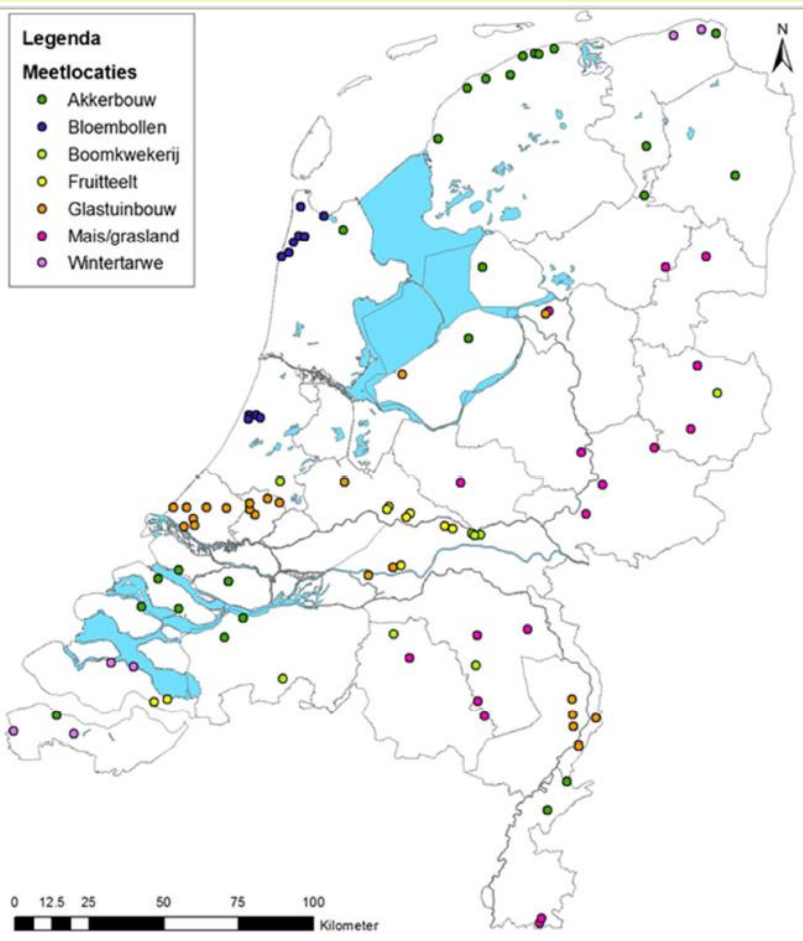 Legenda
Meetlocaties
Akkerbouw
Bloembollen
Boomkwekerij
Fruitteelt
Glastuinbouw
Mais/grasland
Wintertarwe
N
0 12.5 25 50 75 100
Kilometer